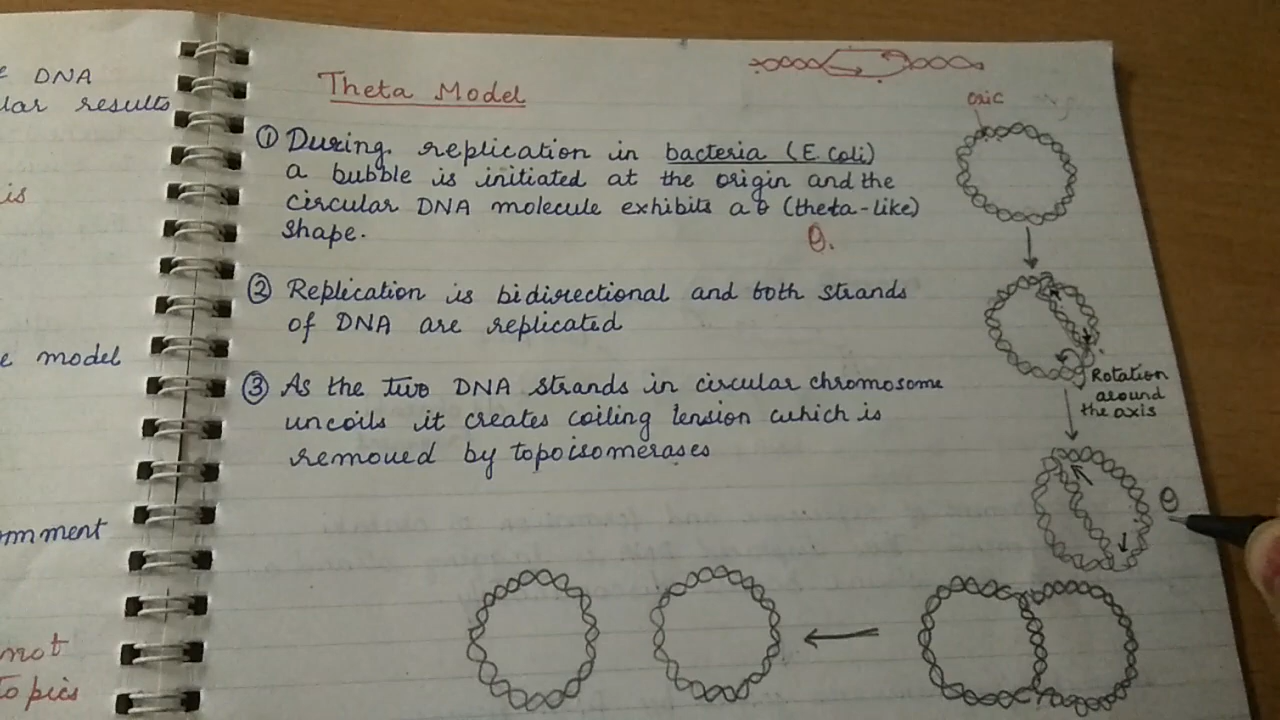 DNA
results
is
model
not
Theta Model
① During replication in bacteria (E. Coli)
a bubble is initiated at the origin and the
circular DNA molecule exhibits a θ (theta-like)
shape.
θ.
② Replication is bidirectional and both strands
of DNA are replicated
③ As the two DNA strands in circular chromosome
uncoils it creates coiling tension which is
removed by topoisomerases
oriC
Rotation
around
the axis
θ